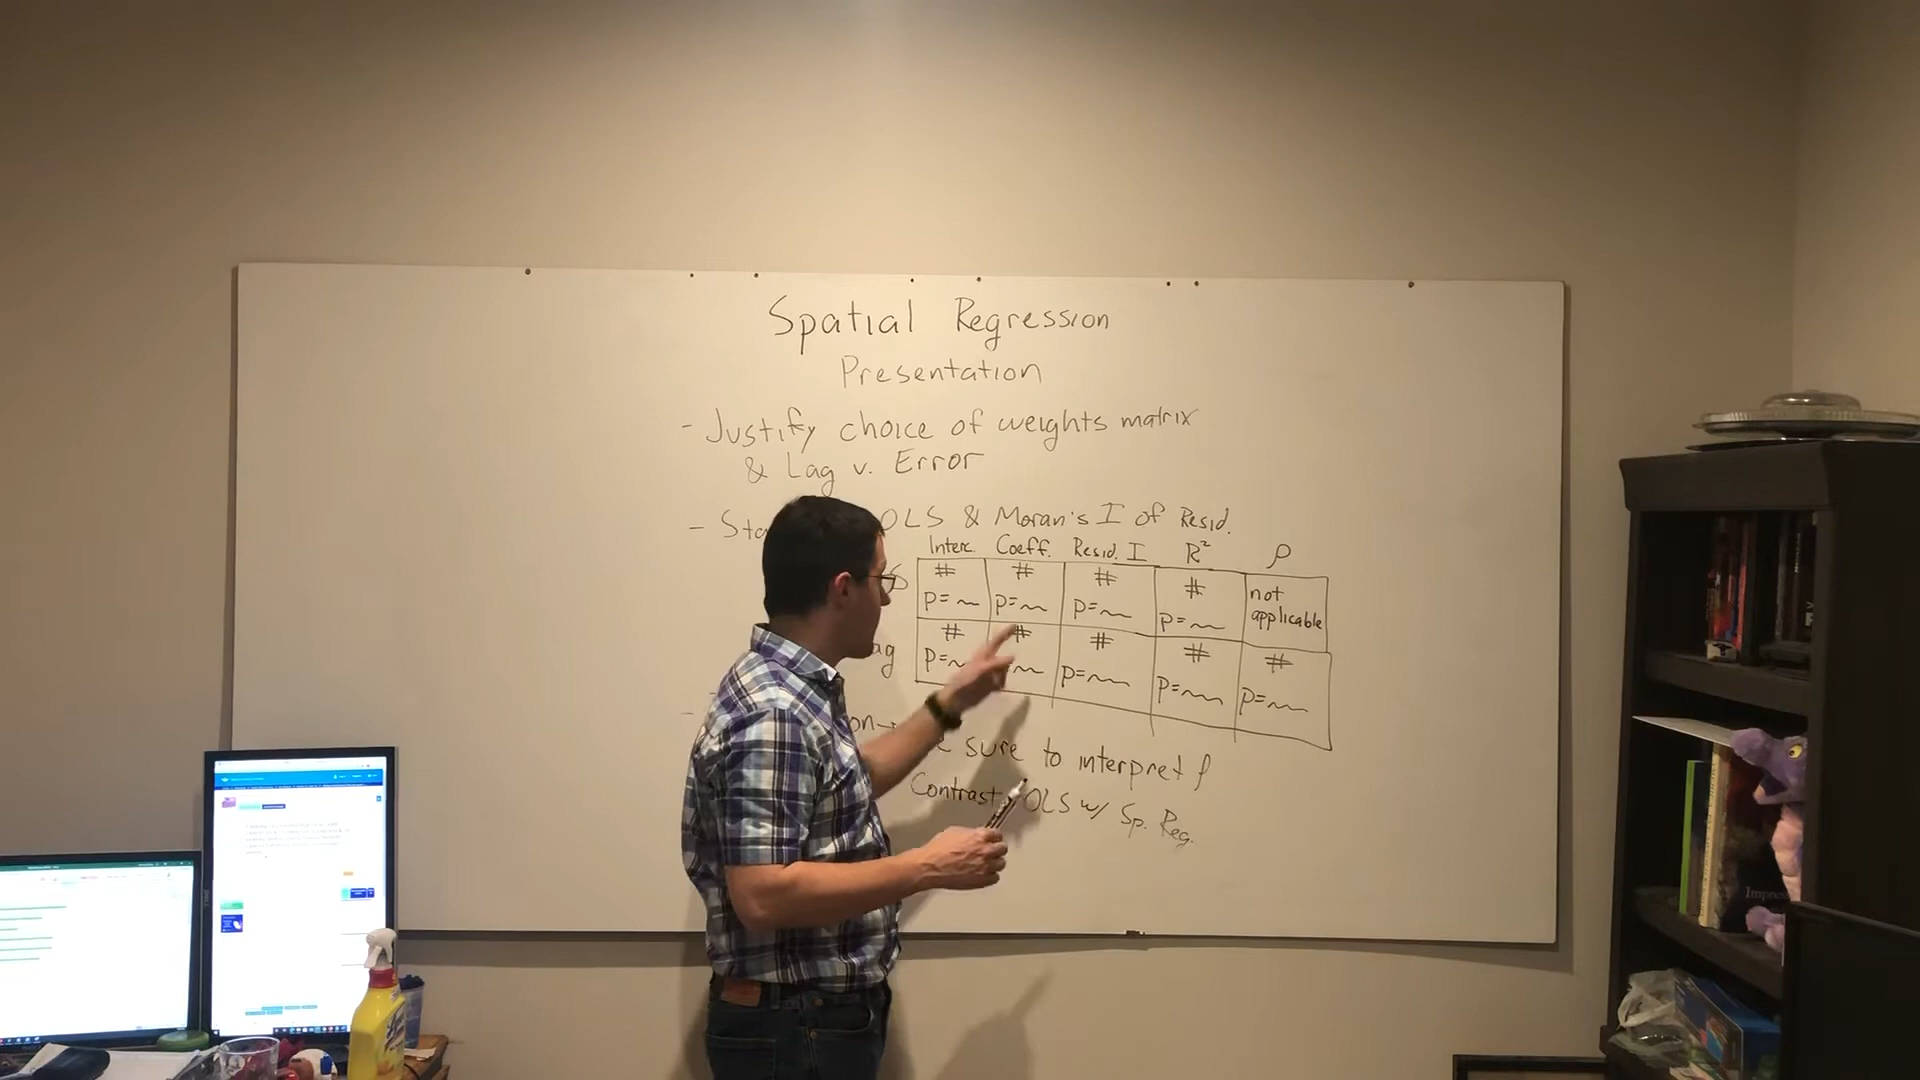 Spatial Regression
Presentation
- Justify choice of weights matrix
& Lag v. Error
- OLS & Moran's I of Resid.
Interc. Coeff. Resid. I R² ρ
# # # # not applicable
p= p= p= p=
# # # # #
p= p= p= p=
sure to interpret ρ
Contrast OLS w/ Sp. Reg.